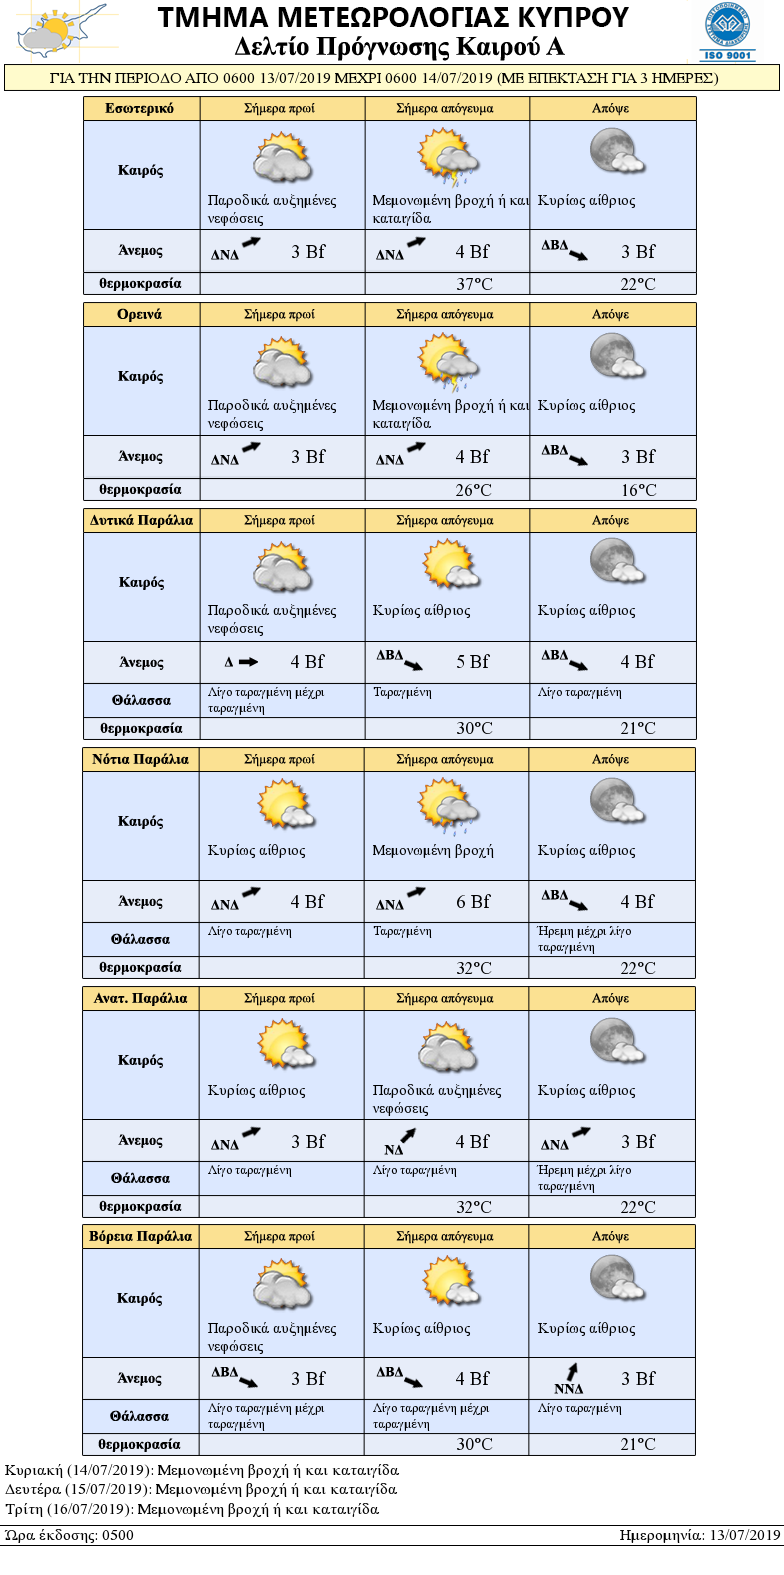 ΤΜΗΜΑ ΜΕΤΕΩΡΟΛΟΓΙΑΣ ΚΥΠΡΟΥ
Δελτίο Πρόγνωσης Καιρού Α
ISO 9001
ΓΙΑ ΤΗΝ ΠΕΡΙΟΔΟ ΑΠΟ 0600 13/07/2019 ΜΕΧΡΙ 0600 14/07/2019 (ΜΕ ΕΠΕΚΤΑΣΗ ΓΙΑ 3 ΗΜΕΡΕΣ)
Εσωτερικό Σήμερα πρωί Σήμερα απόγευμα Απόψε
Καιρός
Παροδικά αυξημένες Μεμονωμένη βροχή ή και Κυρίως αίθριος
νεφώσεις καταιγίδα
Άνεμος ΔΝΔ 3 Bf ΔΝΔ 4 Bf ΔΒΔ 3 Bf
θερμοκρασία 37°C 22°C
Ορεινά Σήμερα πρωί Σήμερα απόγευμα Απόψε
Καιρός
Παροδικά αυξημένες Μεμονωμένη βροχή ή και Κυρίως αίθριος
νεφώσεις καταιγίδα
Άνεμος ΔΝΔ 3 Bf ΔΝΔ 4 Bf ΔΒΔ 3 Bf
θερμοκρασία 26°C 16°C
Δυτικά Παράλια Σήμερα πρωί Σήμερα απόγευμα Απόψε
Καιρός
Παροδικά αυξημένες Κυρίως αίθριος Κυρίως αίθριος
νεφώσεις
Άνεμος Δ 4 Bf ΔΒΔ 5 Bf ΔΒΔ 4 Bf
Θάλασσα Λίγο ταραγμένη μέχρι Ταραγμένη Λίγο ταραγμένη
ταραγμένη
θερμοκρασία 30°C 21°C
Νότια Παράλια Σήμερα πρωί Σήμερα απόγευμα Απόψε
Καιρός
Κυρίως αίθριος Μεμονωμένη βροχή Κυρίως αίθριος
Άνεμος ΔΝΔ 4 Bf ΔΝΔ 6 Bf ΔΒΔ 4 Bf
Θάλασσα Λίγο ταραγμένη Ταραγμένη Ήρεμη μέχρι λίγο
ταραγμένη
θερμοκρασία 32°C 22°C
Ανατ. Παράλια Σήμερα πρωί Σήμερα απόγευμα Απόψε
Καιρός
Κυρίως αίθριος Παροδικά αυξημένες Κυρίως αίθριος
νεφώσεις
Άνεμος ΔΝΔ 3 Bf ΝΔ 4 Bf ΔΝΔ 3 Bf
Θάλασσα Λίγο ταραγμένη Λίγο ταραγμένη Ήρεμη μέχρι λίγο
ταραγμένη
θερμοκρασία 32°C 22°C
Βόρεια Παράλια Σήμερα πρωί Σήμερα απόγευμα Απόψε
Καιρός
Παροδικά αυξημένες Κυρίως αίθριος Κυρίως αίθριος
νεφώσεις
Άνεμος ΔΒΔ 3 Bf ΔΒΔ 4 Bf ΝΝΔ 3 Bf
Θάλασσα Λίγο ταραγμένη μέχρι Λίγο ταραγμένη μέχρι Λίγο ταραγμένη
ταραγμένη ταραγμένη
θερμοκρασία 30°C 21°C
Κυριακή (14/07/2019): Μεμονωμένη βροχή ή και καταιγίδα
Δευτέρα (15/07/2019): Μεμονωμένη βροχή ή και καταιγίδα
Τρίτη (16/07/2019): Μεμονωμένη βροχή ή και καταιγίδα
Ώρα έκδοσης: 0500 Ημερομηνία: 13/07/2019